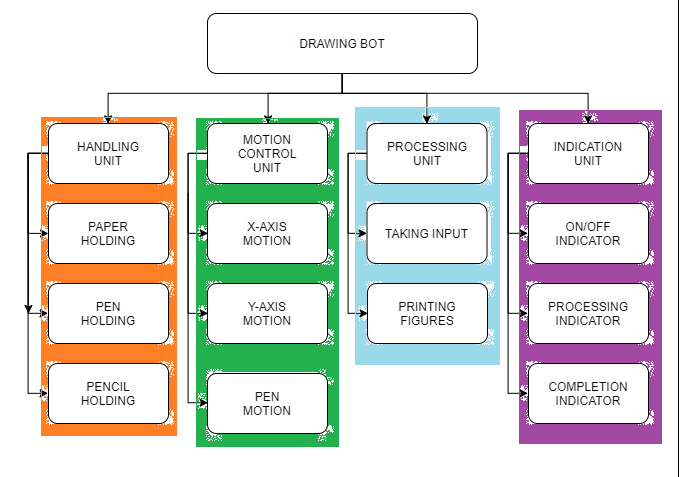 DRAWING BOT
HANDLING
UNIT
PAPER
HOLDING
PEN
HOLDING
PENCIL
HOLDING
MOTION
CONTROL
UNIT
X-AXIS
MOTION
Y-AXIS
MOTION
PEN
MOTION
PROCESSING
UNIT
TAKING INPUT
PRINTING
FIGURES
INDICATION
UNIT
ON/OFF
INDICATOR
PROCESSING
INDICATOR
COMPLETION
INDICATOR